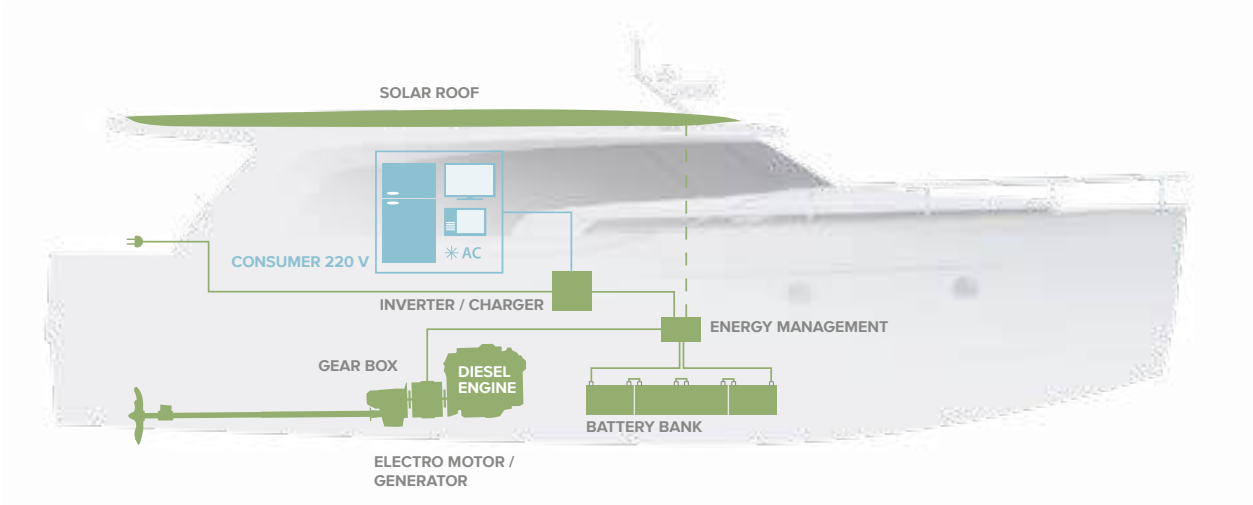 SOLAR ROOF
AC
CONSUMER 220 V
INVERTER / CHARGER
ENERGY MANAGEMENT
GEAR BOX
DIESEL
ENGINE
BATTERY BANK
ELECTRO MOTOR /
GENERATOR